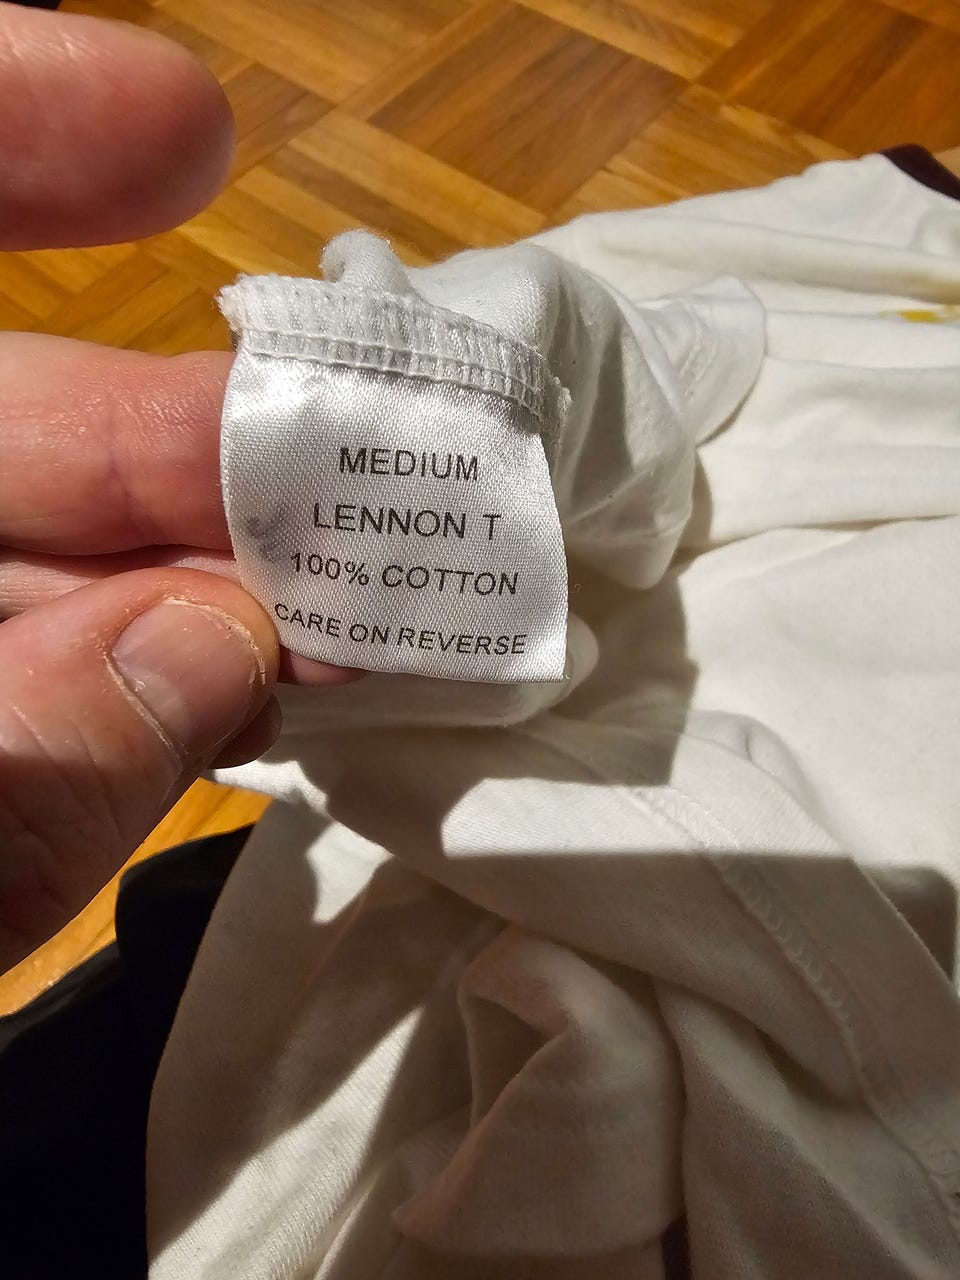 MEDIUM
LENNON T
100% COTTON
CARE ON REVERSE